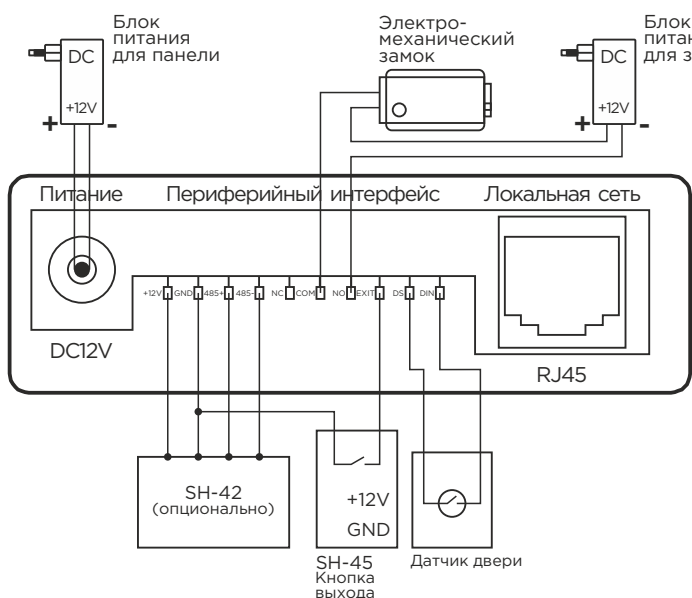 Блок
питания
для панели
Электро-
механический
замок
Блок
DC
DC
+12V
+12V
+ -
+ -
Питание
Периферийный интерфейс
Локальная сеть
+12V GND 485+ 485- NC COM NO EXIT DS DIN
DC12V
RJ45
SH-42
(опционально)
+12V
GND
SH-45
Кнопка
выхода
Датчик двери